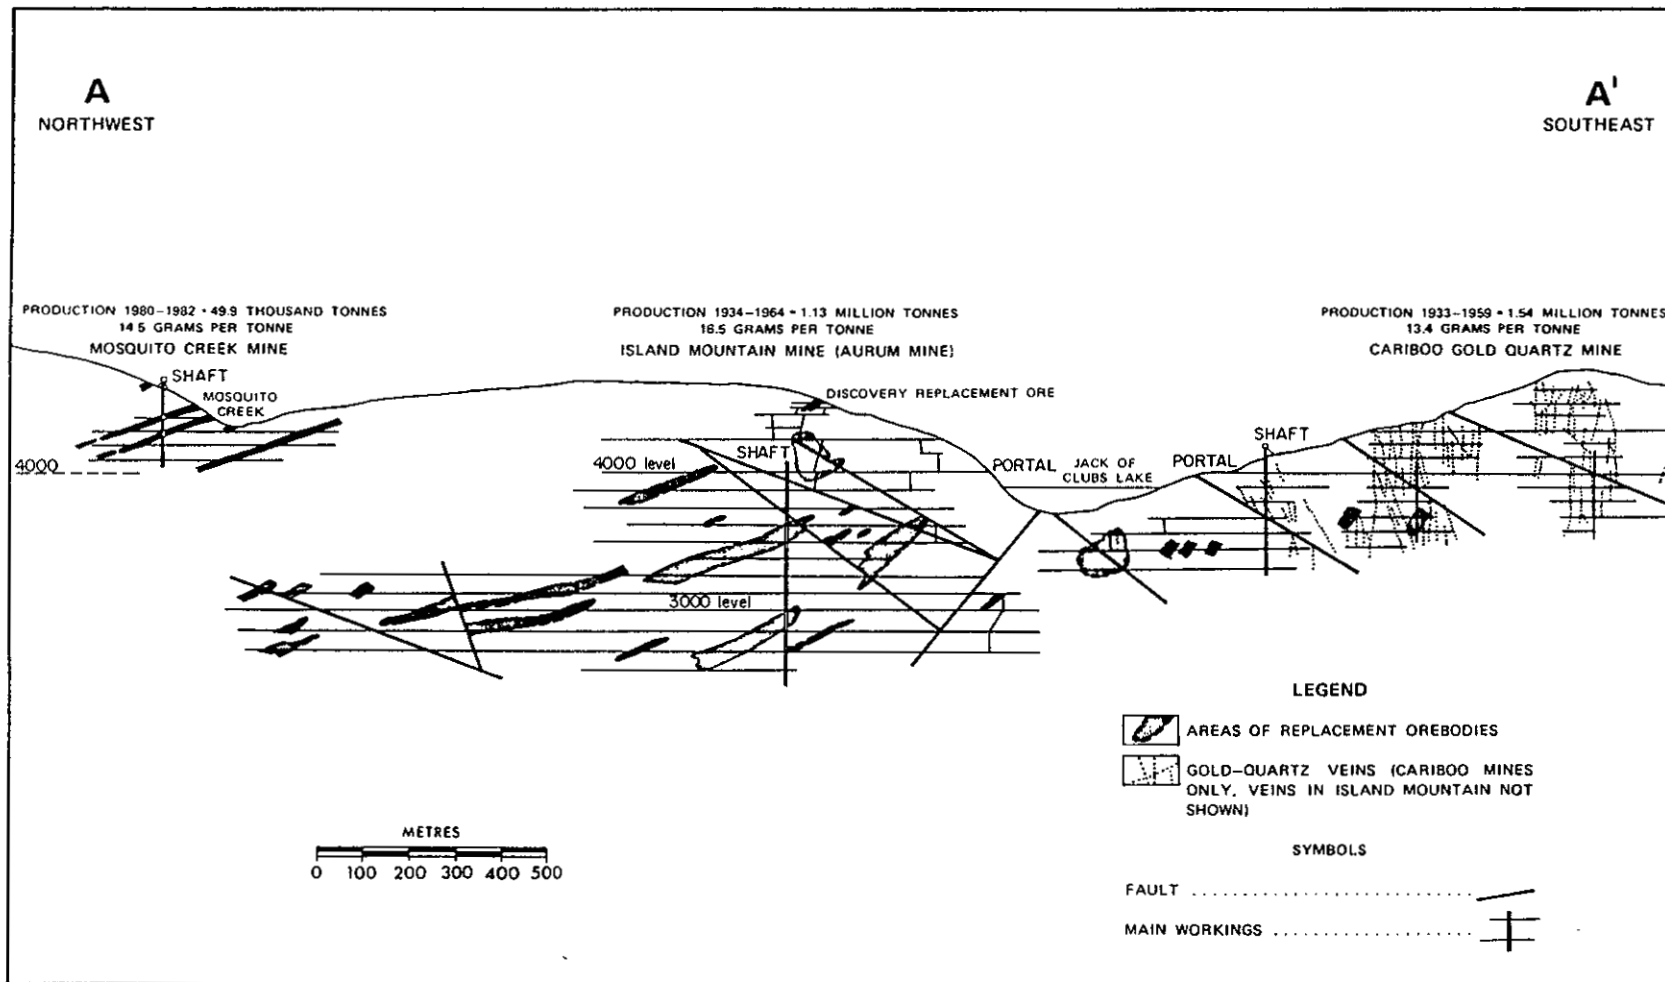 A
NORTHWEST
A'
SOUTHEAST
PRODUCTION 1980-1982 • 49.9 THOUSAND TONNES
14.5 GRAMS PER TONNE
MOSQUITO CREEK MINE
PRODUCTION 1934-1964 • 1.13 MILLION TONNES
16.5 GRAMS PER TONNE
ISLAND MOUNTAIN MINE (AURUM MINE)
PRODUCTION 1933-1959 • 1.54 MILLION TONNES
13.4 GRAMS PER TONNE
CARIBOO GOLD QUARTZ MINE
SHAFT
MOSQUITO
CREEK
4000
DISCOVERY REPLACEMENT ORE
SHAFT
4000 level
3000 level
PORTAL
JACK OF
CLUBS LAKE
PORTAL
SHAFT
LEGEND
AREAS OF REPLACEMENT OREBODIES
GOLD-QUARTZ VEINS (CARIBOO MINES
ONLY, VEINS IN ISLAND MOUNTAIN NOT
SHOWN)
SYMBOLS
FAULT
MAIN WORKINGS
METRES
0 100 200 300 400 500